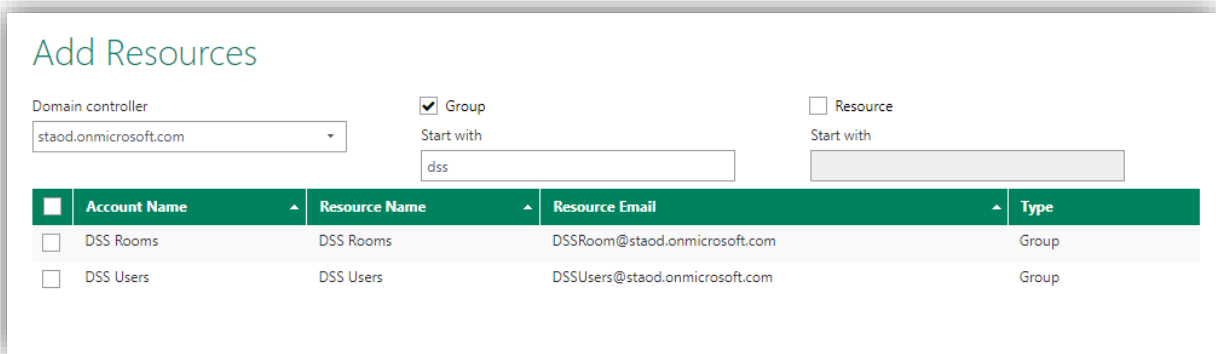 Add Resources
Domain controller
Group
Resource
staod.onmicrosoft.com
Start with
Start with
dss
Account Name Resource Name Resource Email Type
DSS Rooms DSS Rooms DSSRoom@staod.onmicrosoft.com Group
DSS Users DSS Users DSSUsers@staod.onmicrosoft.com Group